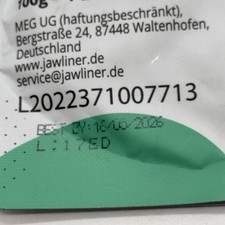 MEG UG (haftungsbeschränkt),
Bergstraße 24, 87448 Waltenhofen,
Deutschland
www.jawliner.de
service@jawliner.de
L2022371007713
BEST BY: 16/10/2026
L:17ED